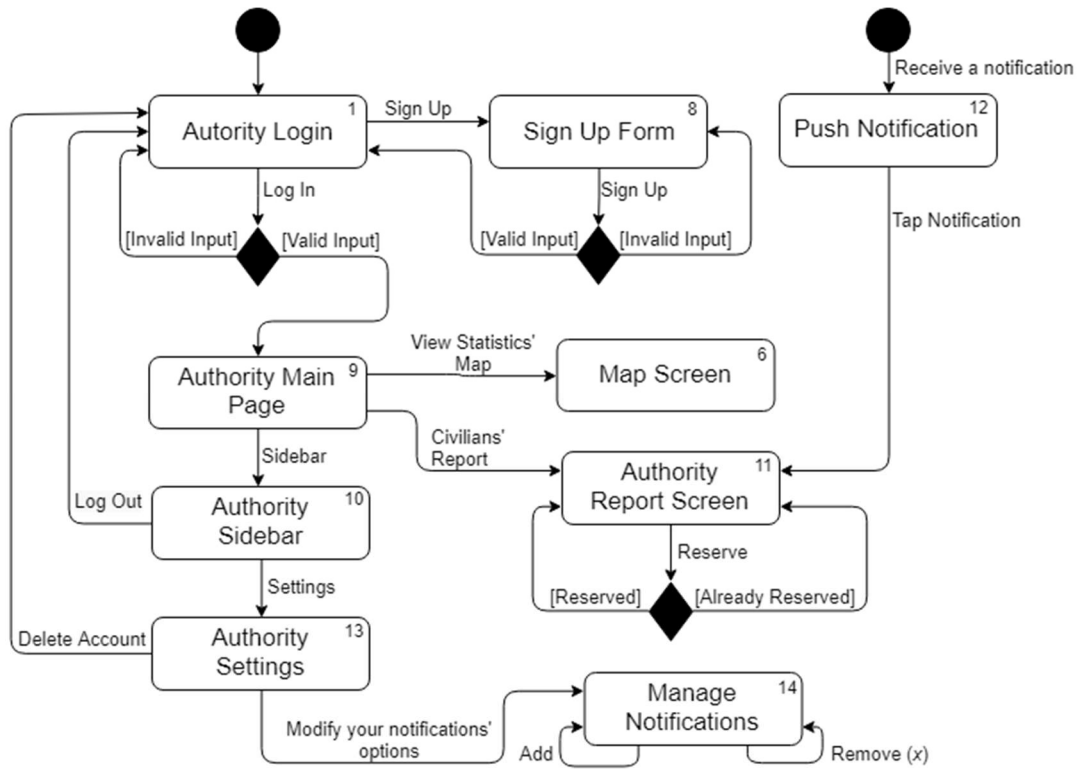 Receive a notification
1
Autority Login
Sign Up
8
Sign Up Form
12
Push Notification
Log In
Sign Up
Tap Notification
[Invalid Input]
[Valid Input]
[Valid Input]
[Invalid Input]
View Statistics'
Map
9
Authority Main
Page
6
Map Screen
Civilians'
Report
Sidebar
11
Authority
Report Screen
Log Out
10
Authority
Sidebar
Reserve
Settings
[Reserved]
[Already Reserved]
Delete Account
13
Authority
Settings
14
Manage
Notifications
Modify your notifications'
options
Add
Remove (x)